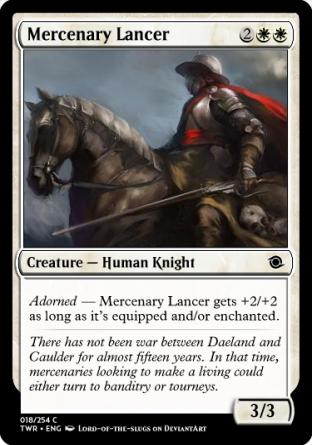 Mercenary Lancer 2
Creature — Human Knight
Adorned — Mercenary Lancer gets +2/+2
as long as it's equipped and/or enchanted.
There has not been war between Daeland and
Caulder for almost fifteen years. In that time,
mercenaries looking to make a living could
either turn to banditry or tourneys.
3/3
018/254 C
TWR • ENG Lord-of-the-slugs on DeviantArt